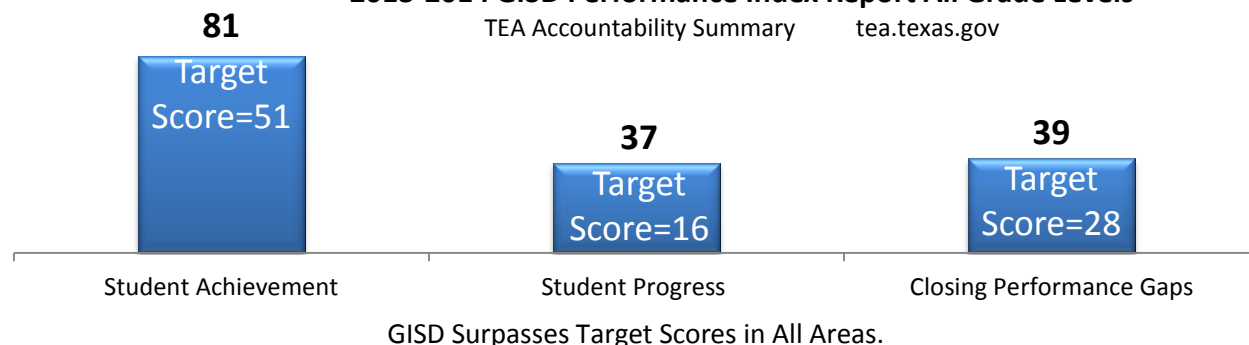 2013-2014 GISD Performance Index Report All Grade Levels
TEA Accountability Summary tea.texas.gov
81
Target
Score=51
37
Target
Score=16
39
Target
Score=28
Student Achievement
Student Progress
Closing Performance Gaps
GISD Surpasses Target Scores in All Areas.